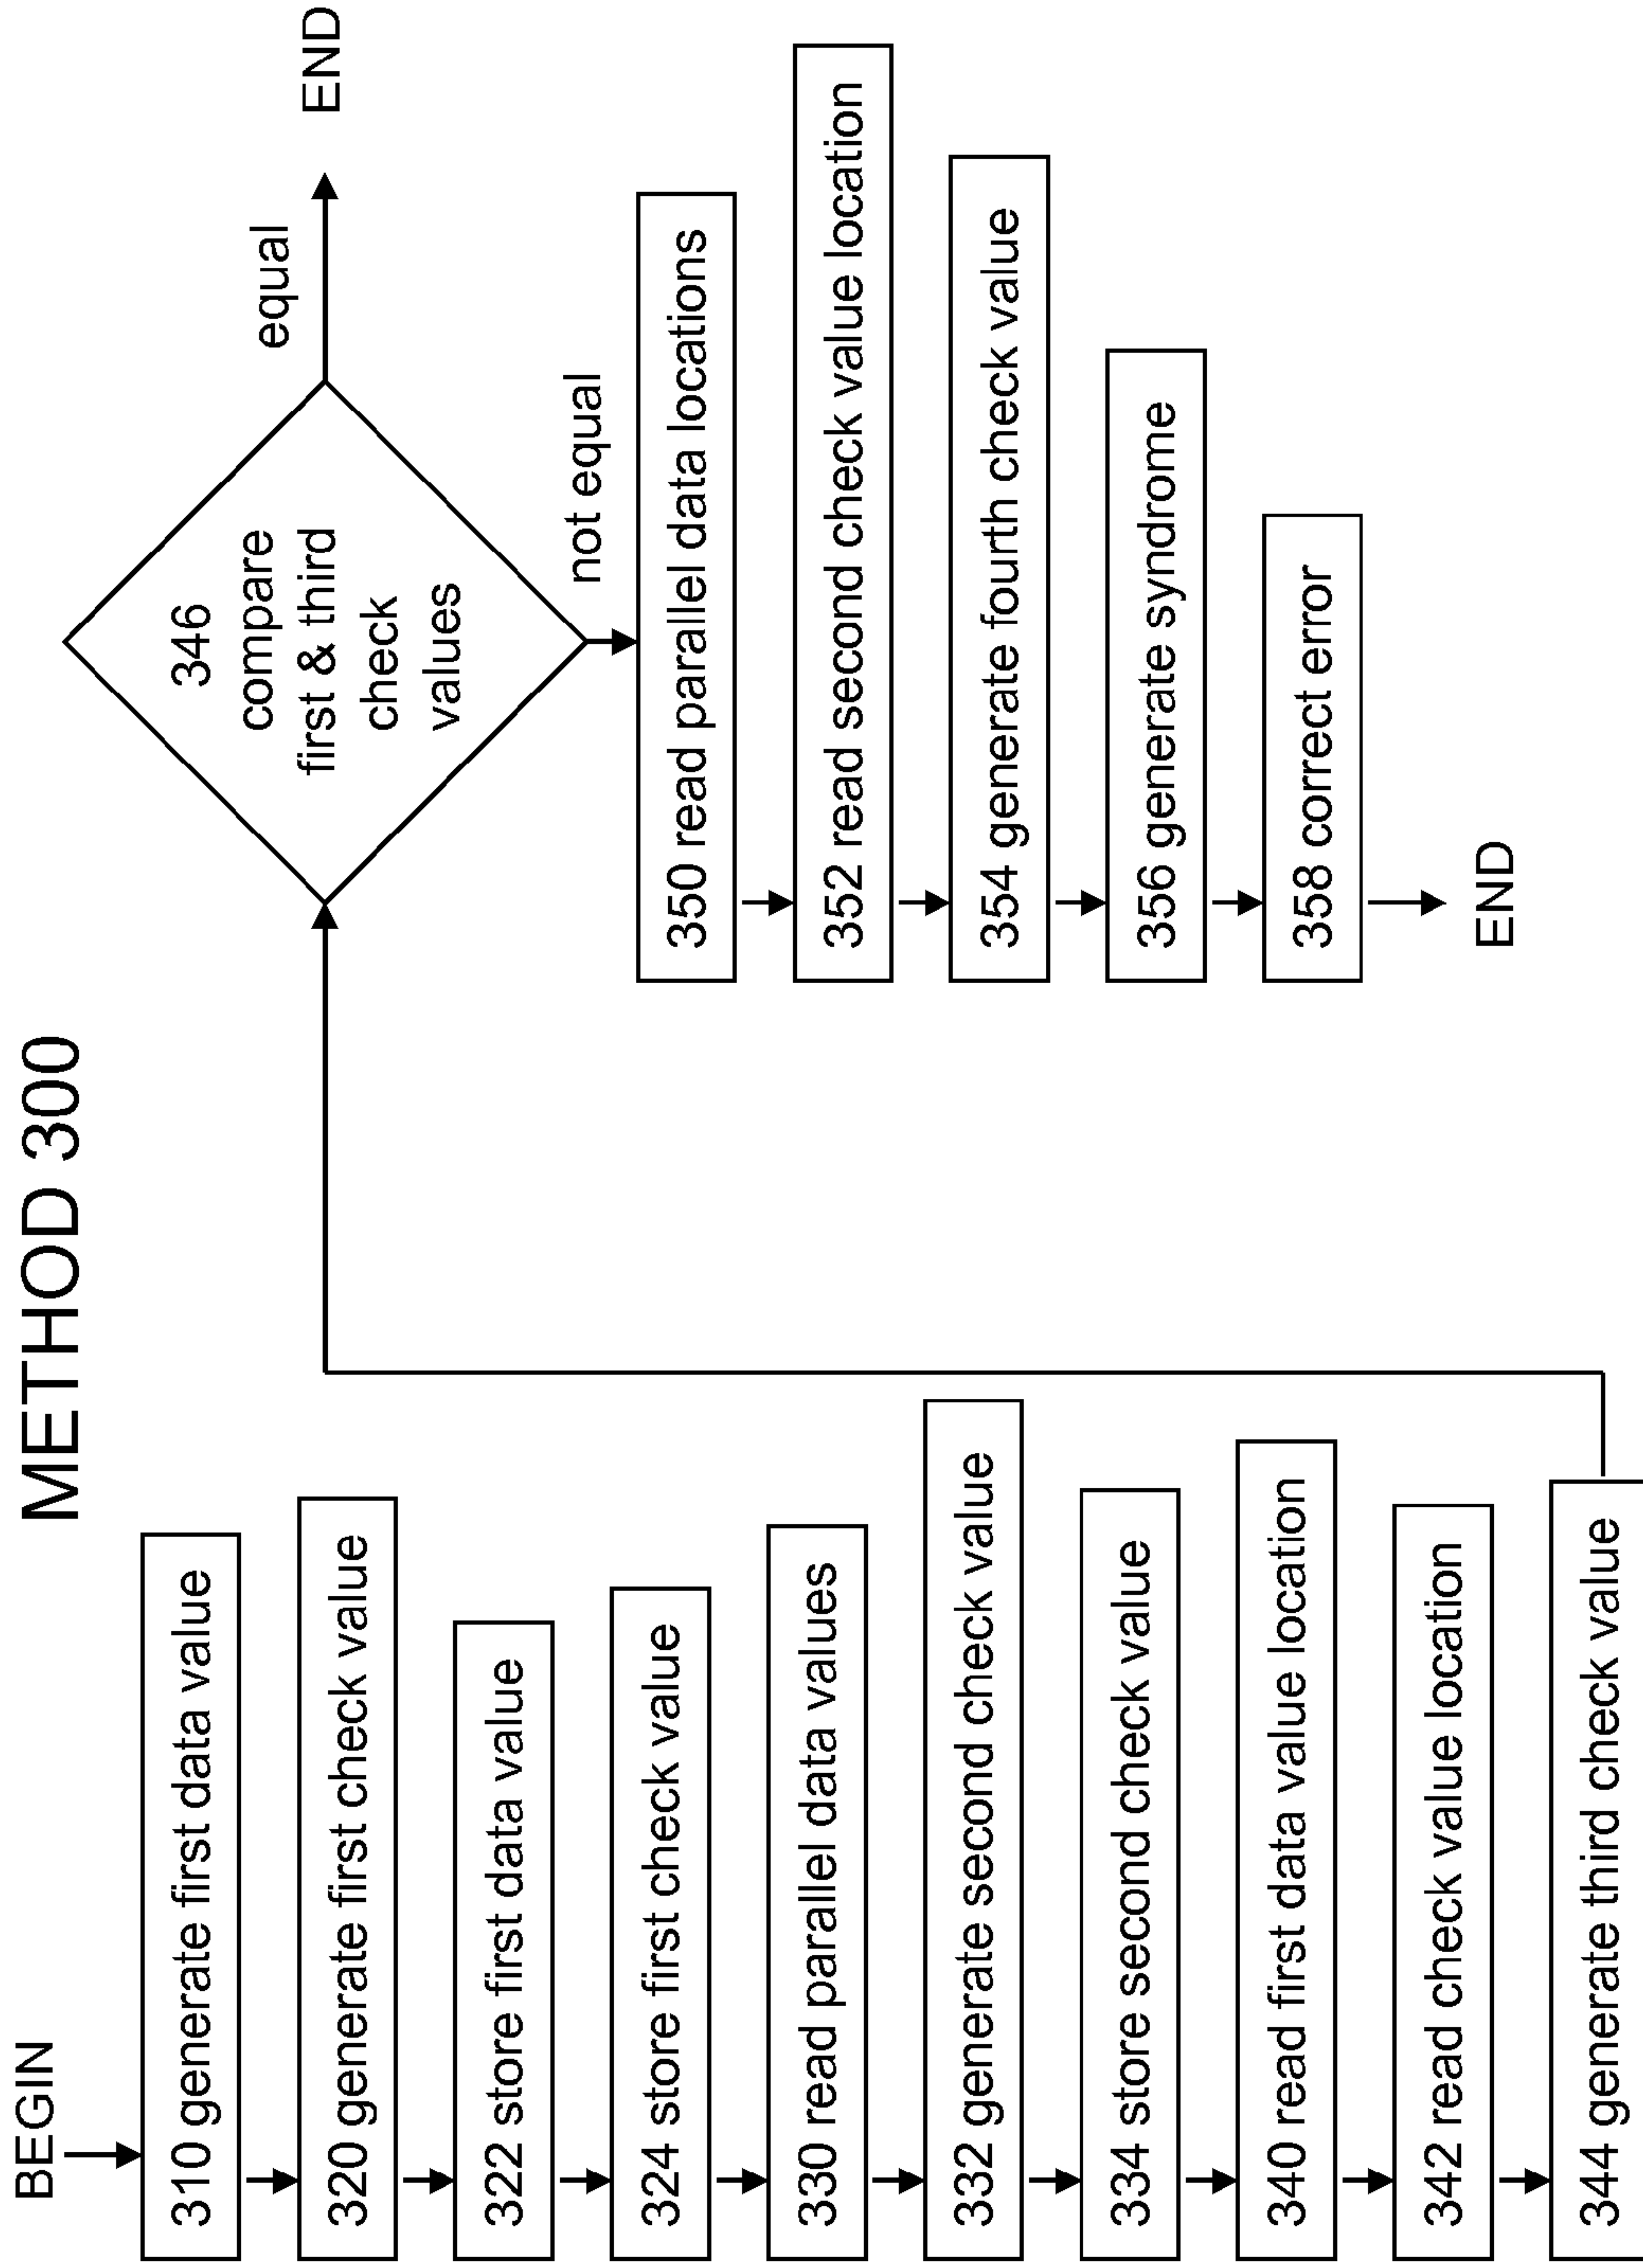 METHOD 300
BEGIN
310 generate first data value
320 generate first check value
322 store first data value
324 store first check value
330 read parallel data values
332 generate second check value
334 store second check value
340 read first data value location
342 read check value location
344 generate third check value
346
compare
first & third
check
values
equal
END
not equal
350 read parallel data locations
352 read second check value location
354 generate fourth check value
356 generate syndrome
358 correct error
END